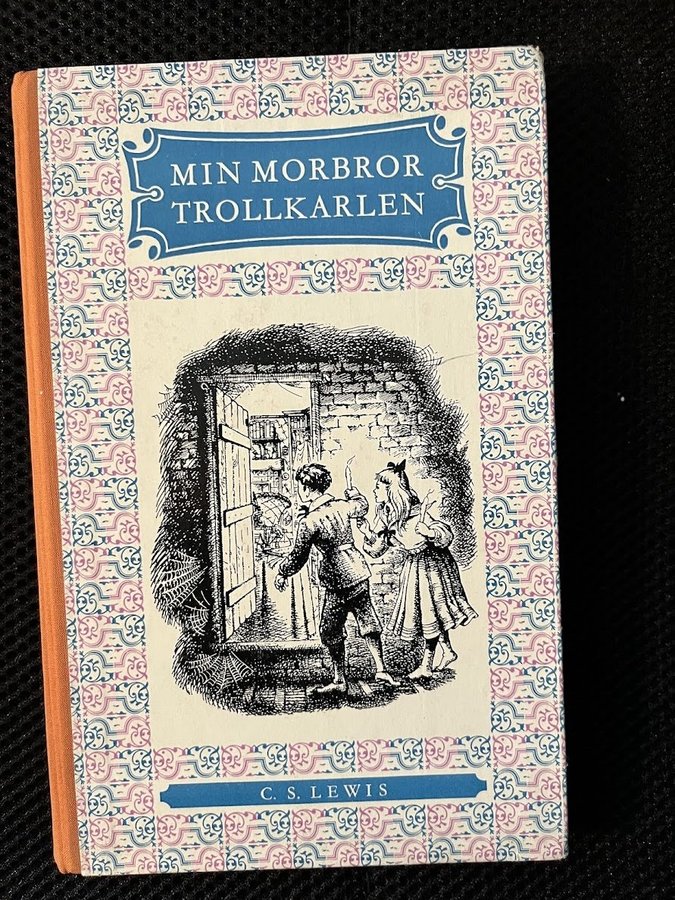 MIN MORBROR
TROLLKARLEN
C. S. LEWIS